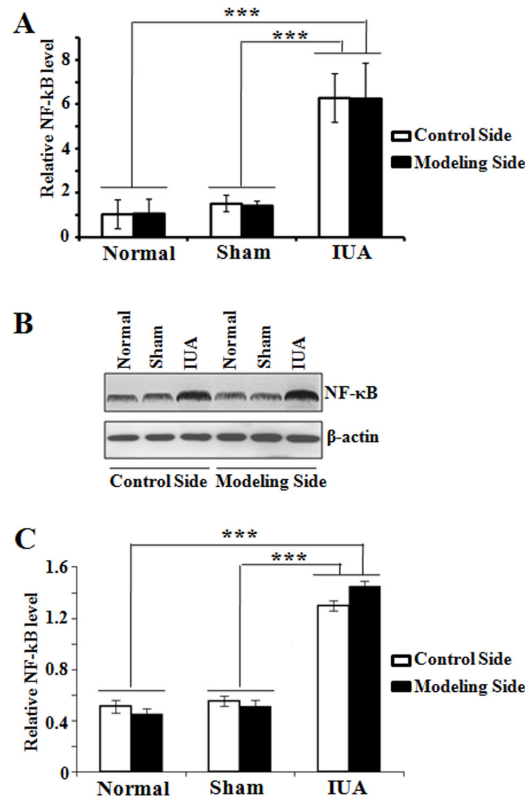 A
***
***
Relative NF-kB level
8
6
4
2
0
Control Side
Modeling Side
Normal Sham IUA
B
Normal Sham IUA Normal Sham IUA
NF-κB
β-actin
Control Side Modeling Side
C
***
***
Relative NF-kB level
1.6
1.2
0.8
0.4
0
Control Side
Modeling Side
Normal Sham IUA